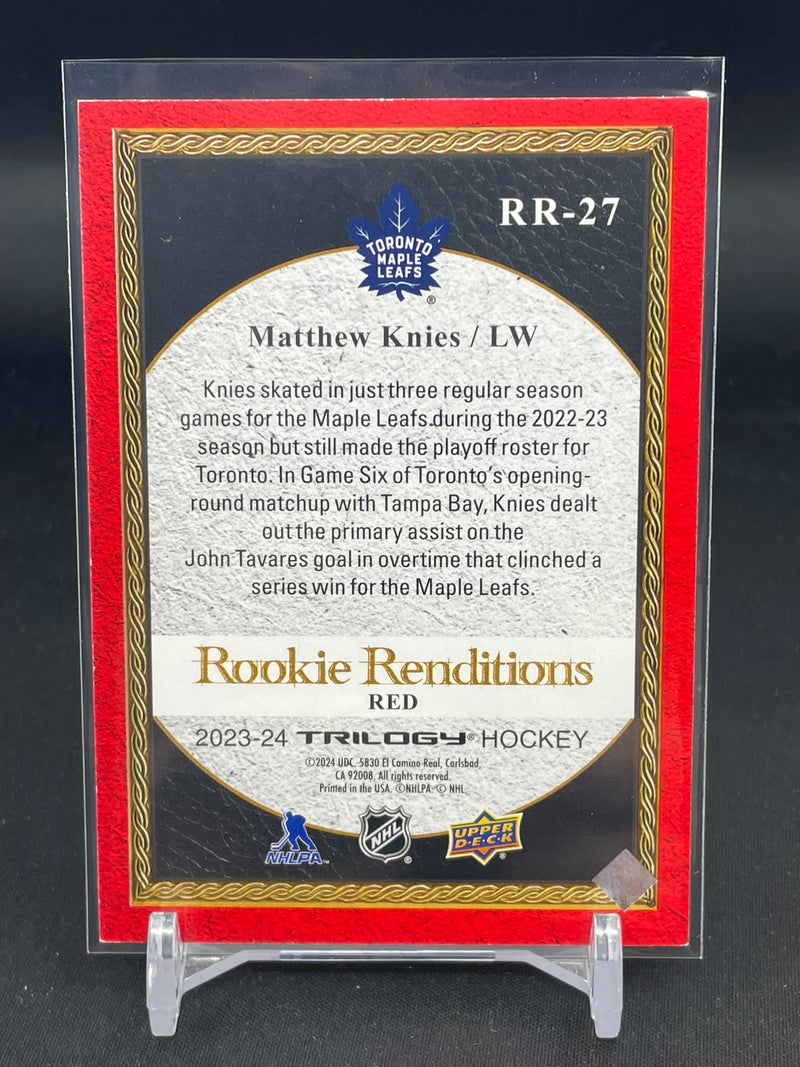 RR-27
TORONTO
MAPLE
LEAFS
®
Matthew Knies / LW
Knies skated in just three regular season
games for the Maple Leafs during the 2022-23
season but still made the playoff roster for
Toronto. In Game Six of Toronto's opening-
round matchup with Tampa Bay, Knies dealt
out the primary assist on the
John Tavares goal in overtime that clinched a
series win for the Maple Leafs.
Rookie Renditions
RED
2023-24 TRILOGY® HOCKEY
©2024 UDC. 5830 El Camino Real, Carlsbad,
CA 92008. All rights reserved.
Printed in the USA. ©NHLPA © NHL
NHLPA™
NHL®
UPPER
D•E•C•K®